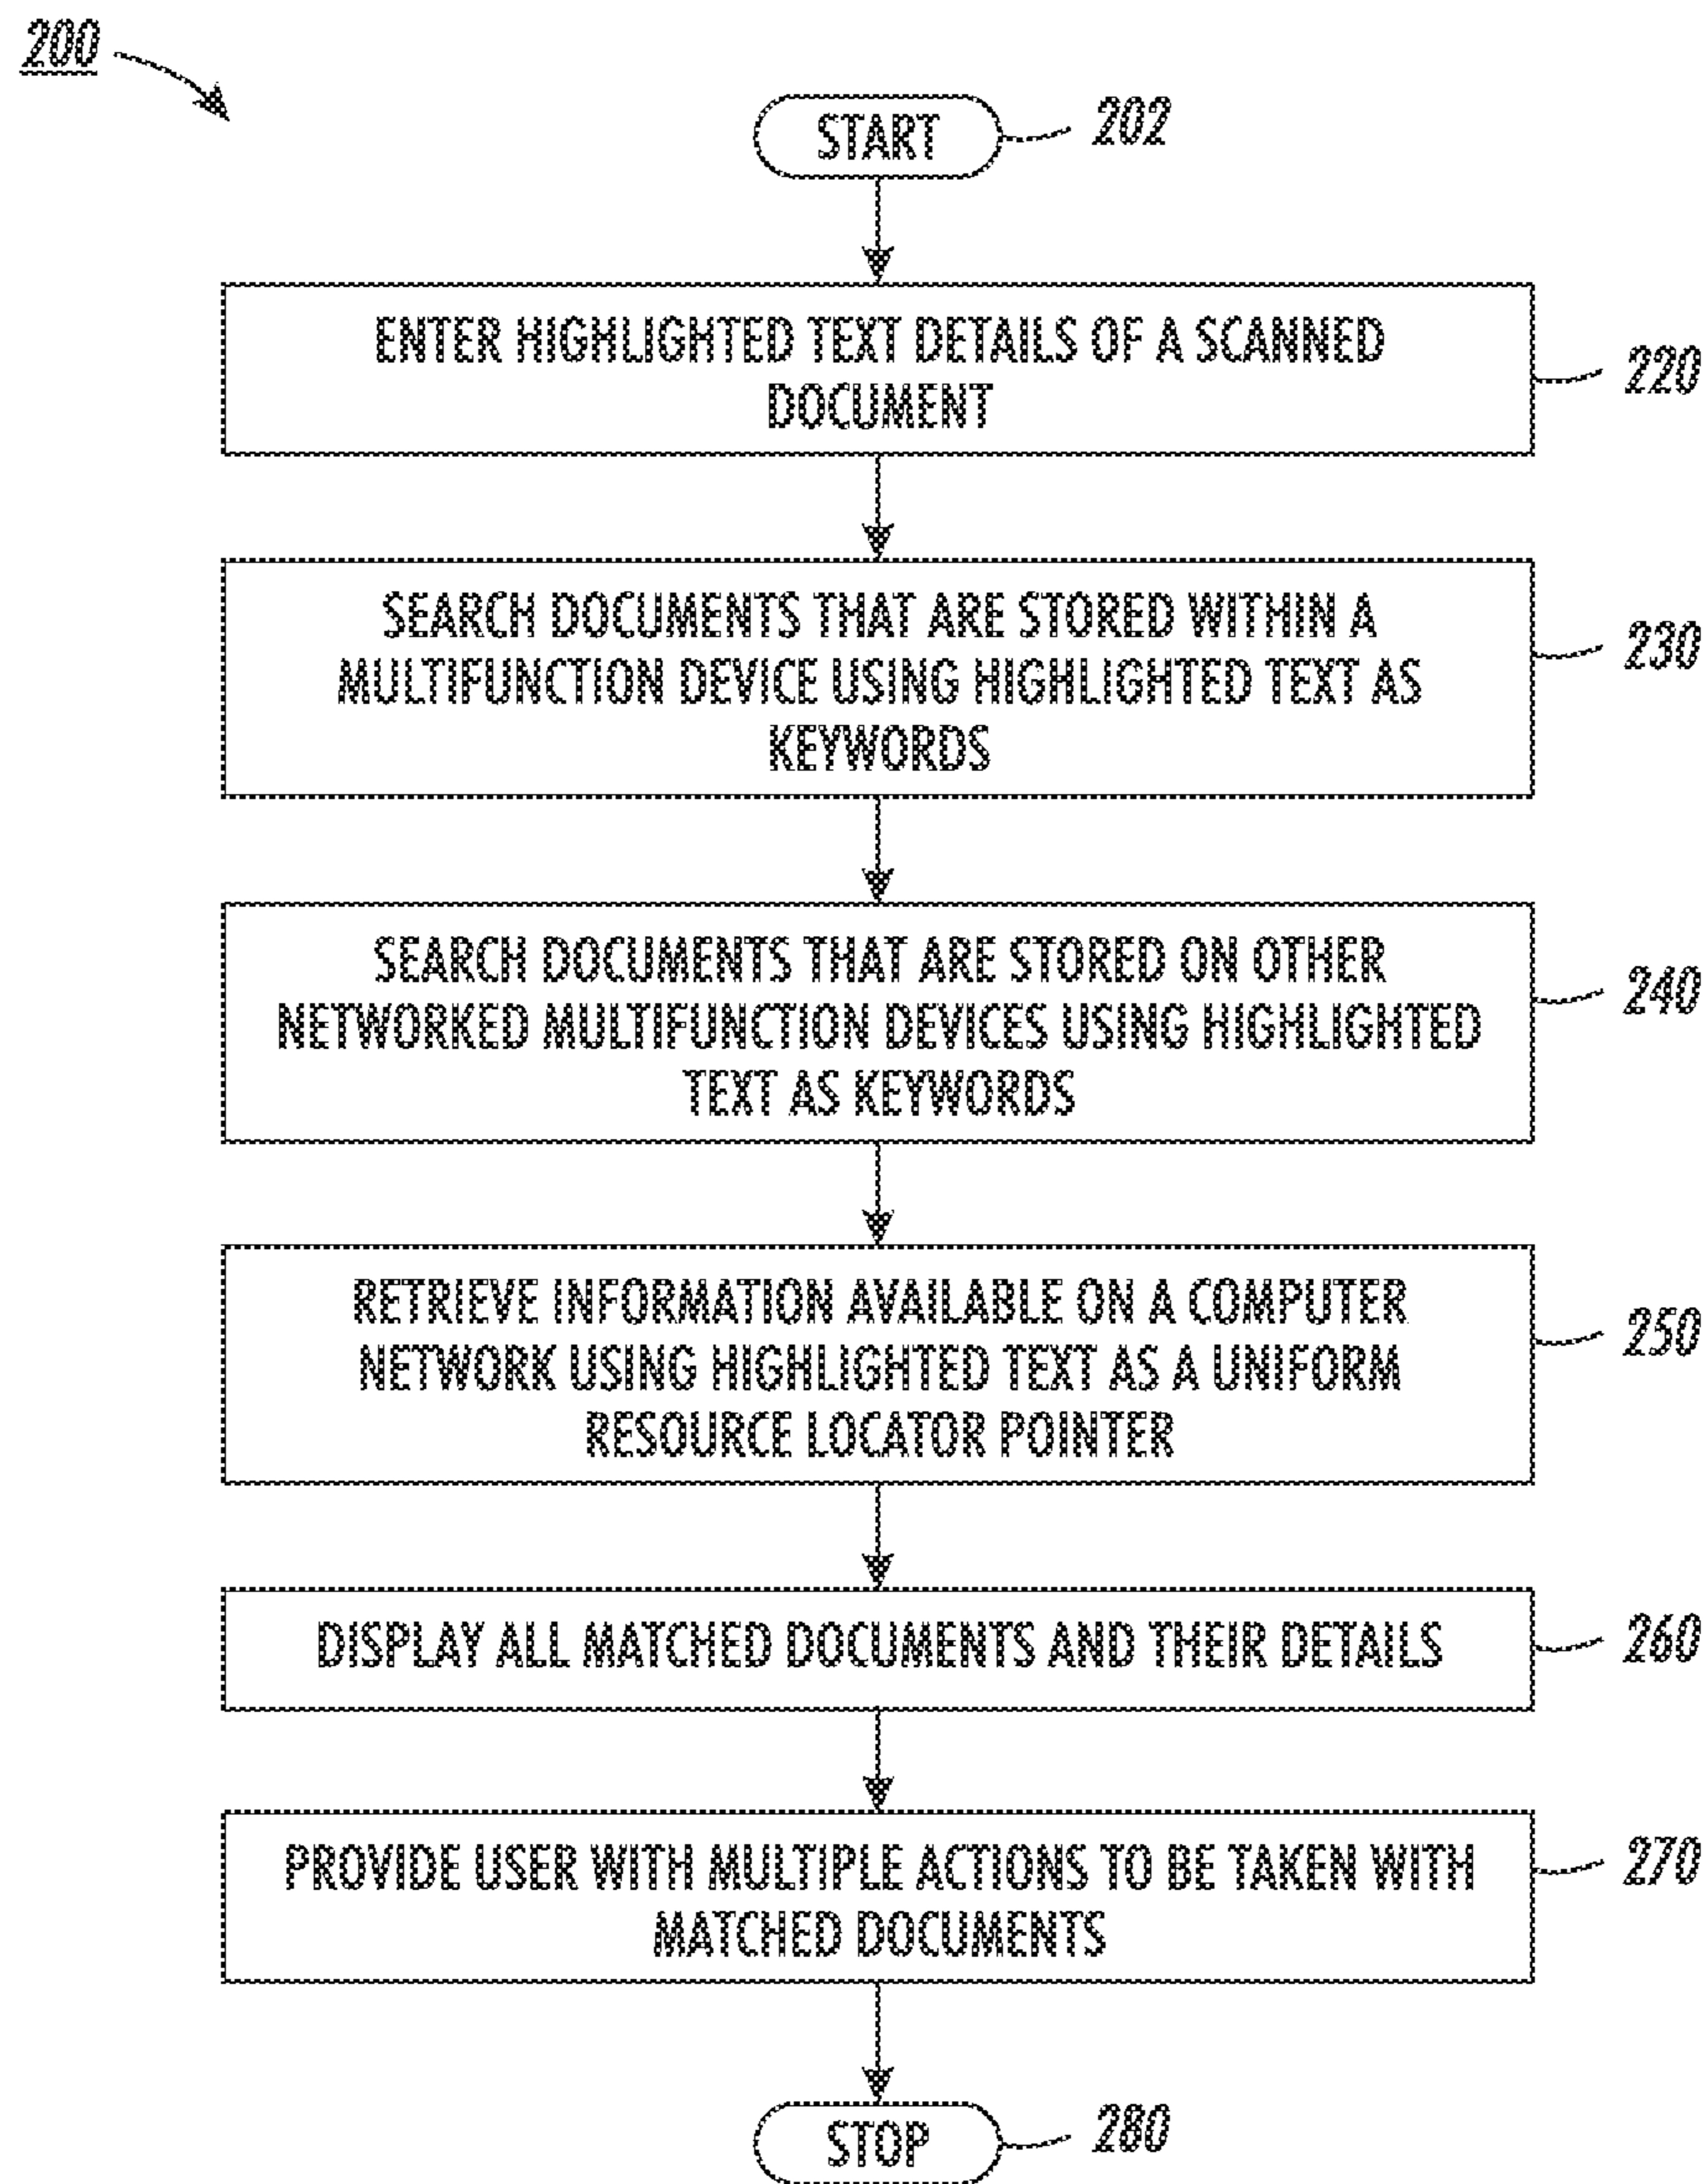 200
START
202
ENTER HIGHLIGHTED TEXT DETAILS OF A SCANNED
DOCUMENT
220
SEARCH DOCUMENTS THAT ARE STORED WITHIN A
MULTIFUNCTION DEVICE USING HIGHLIGHTED TEXT AS
KEYWORDS
230
SEARCH DOCUMENTS THAT ARE STORED ON OTHER
NETWORKED MULTIFUNCTION DEVICES USING HIGHLIGHTED
TEXT AS KEYWORDS
240
RETRIEVE INFORMATION AVAILABLE ON A COMPUTER
NETWORK USING HIGHLIGHTED TEXT AS A UNIFORM
RESOURCE LOCATOR POINTER
250
DISPLAY ALL MATCHED DOCUMENTS AND THEIR DETAILS
260
PROVIDE USER WITH MULTIPLE ACTIONS TO BE TAKEN WITH
MATCHED DOCUMENTS
270
STOP
280